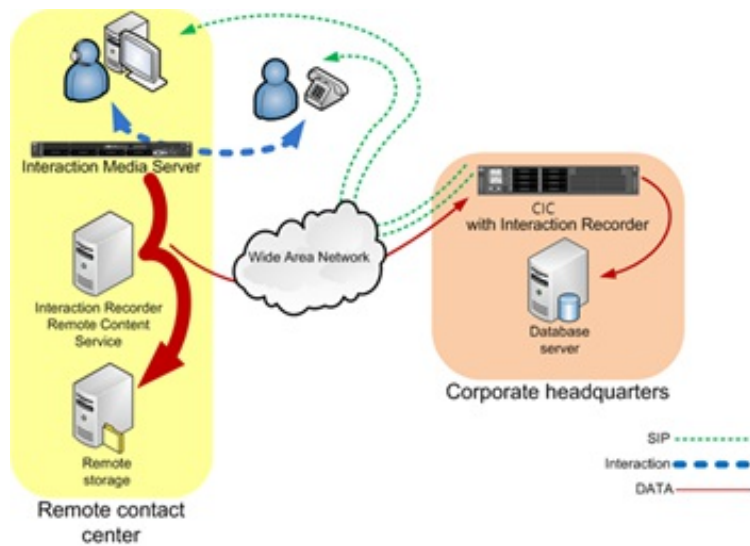 Interaction Media Server
Interaction Recorder
Remote Content
Service
Remote
storage
Remote contact
center
Wide Area Network
CIC
with Interaction Recorder
Database
server
Corporate headquarters
SIP
Interaction
DATA